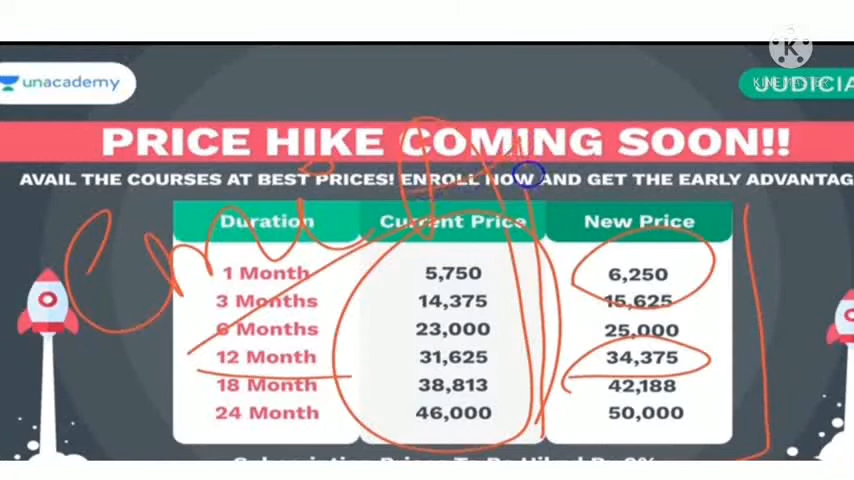 K
KINEMASTER
unacademy
JUDICIA
PRICE HIKE COMING SOON!!
AVAIL THE COURSES AT BEST PRICES! ENROLL NOW AND GET THE EARLY ADVANTAG
Duration Current Price New Price
1 Month 5,750 6,250
3 Months 14,375 15,625
6 Months 23,000 25,000
12 Month 31,625 34,375
18 Month 38,813 42,188
24 Month 46,000 50,000
Emi